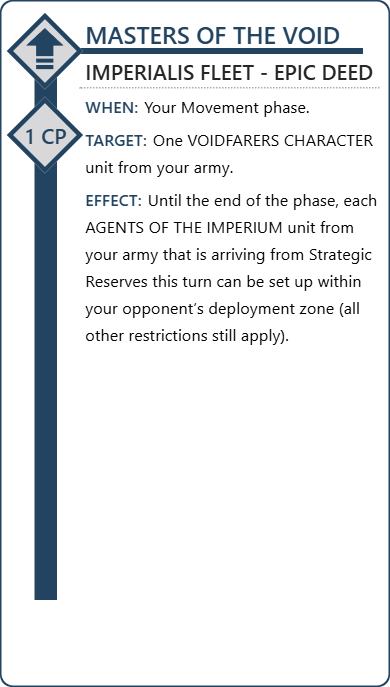 MASTERS OF THE VOID
IMPERIALIS FLEET - EPIC DEED
1 CP
WHEN: Your Movement phase.
TARGET: One VOIDFARERS CHARACTER
unit from your army.
EFFECT: Until the end of the phase, each
AGENTS OF THE IMPERIUM unit from
your army that is arriving from Strategic
Reserves this turn can be set up within
your opponent’s deployment zone (all
other restrictions still apply).